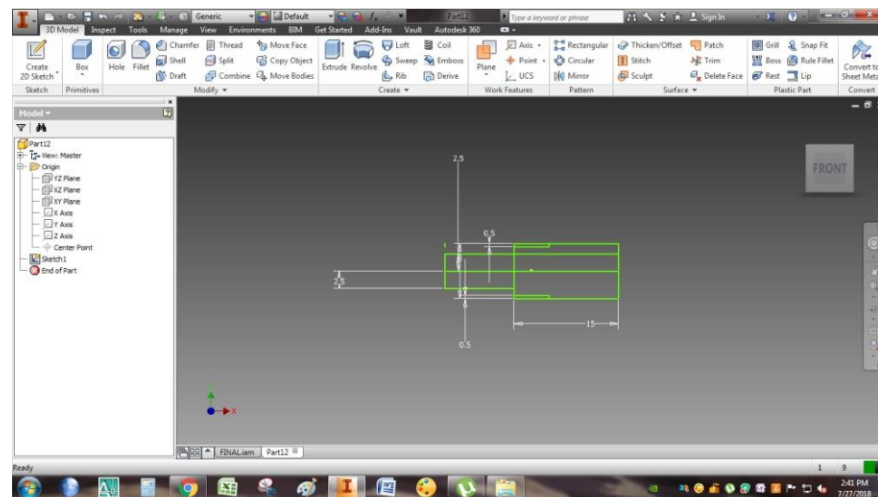 Generic
Default
Part12
Type a keyword or phrase
Sign In
3D Model Inspect Tools Manage View Environments BIM Get Started Add-Ins Vault Autodesk 360
Create 2D Sketch
Box
Hole Fillet
Chamfer Thread Move Face
Shell Split Copy Object
Draft Combine Move Bodies
Extrude Revolve
Loft Coil
Sweep Emboss
Rib Derive
Plane
Axis
Point
UCS
Rectangular
Circular
Mirror
Thicken/Offset Patch
Stitch Trim
Sculpt Delete Face
Grill Snap Fit
Boss Rule Fillet
Rest Lip
Convert to
Sheet Meta
Sketch Primitives Modify Create Work Features Pattern Surface Plastic Part Convert
Model
Part12
View: Master
Origin
YZ Plane
XZ Plane
XY Plane
X Axis
Y Axis
Z Axis
Center Point
Sketch1
End of Part
FRONT
2,5
0,5
2,5
15
0,5
X
FINAL.iam Part12
Ready
1 9
2:41 PM
7/27/2018